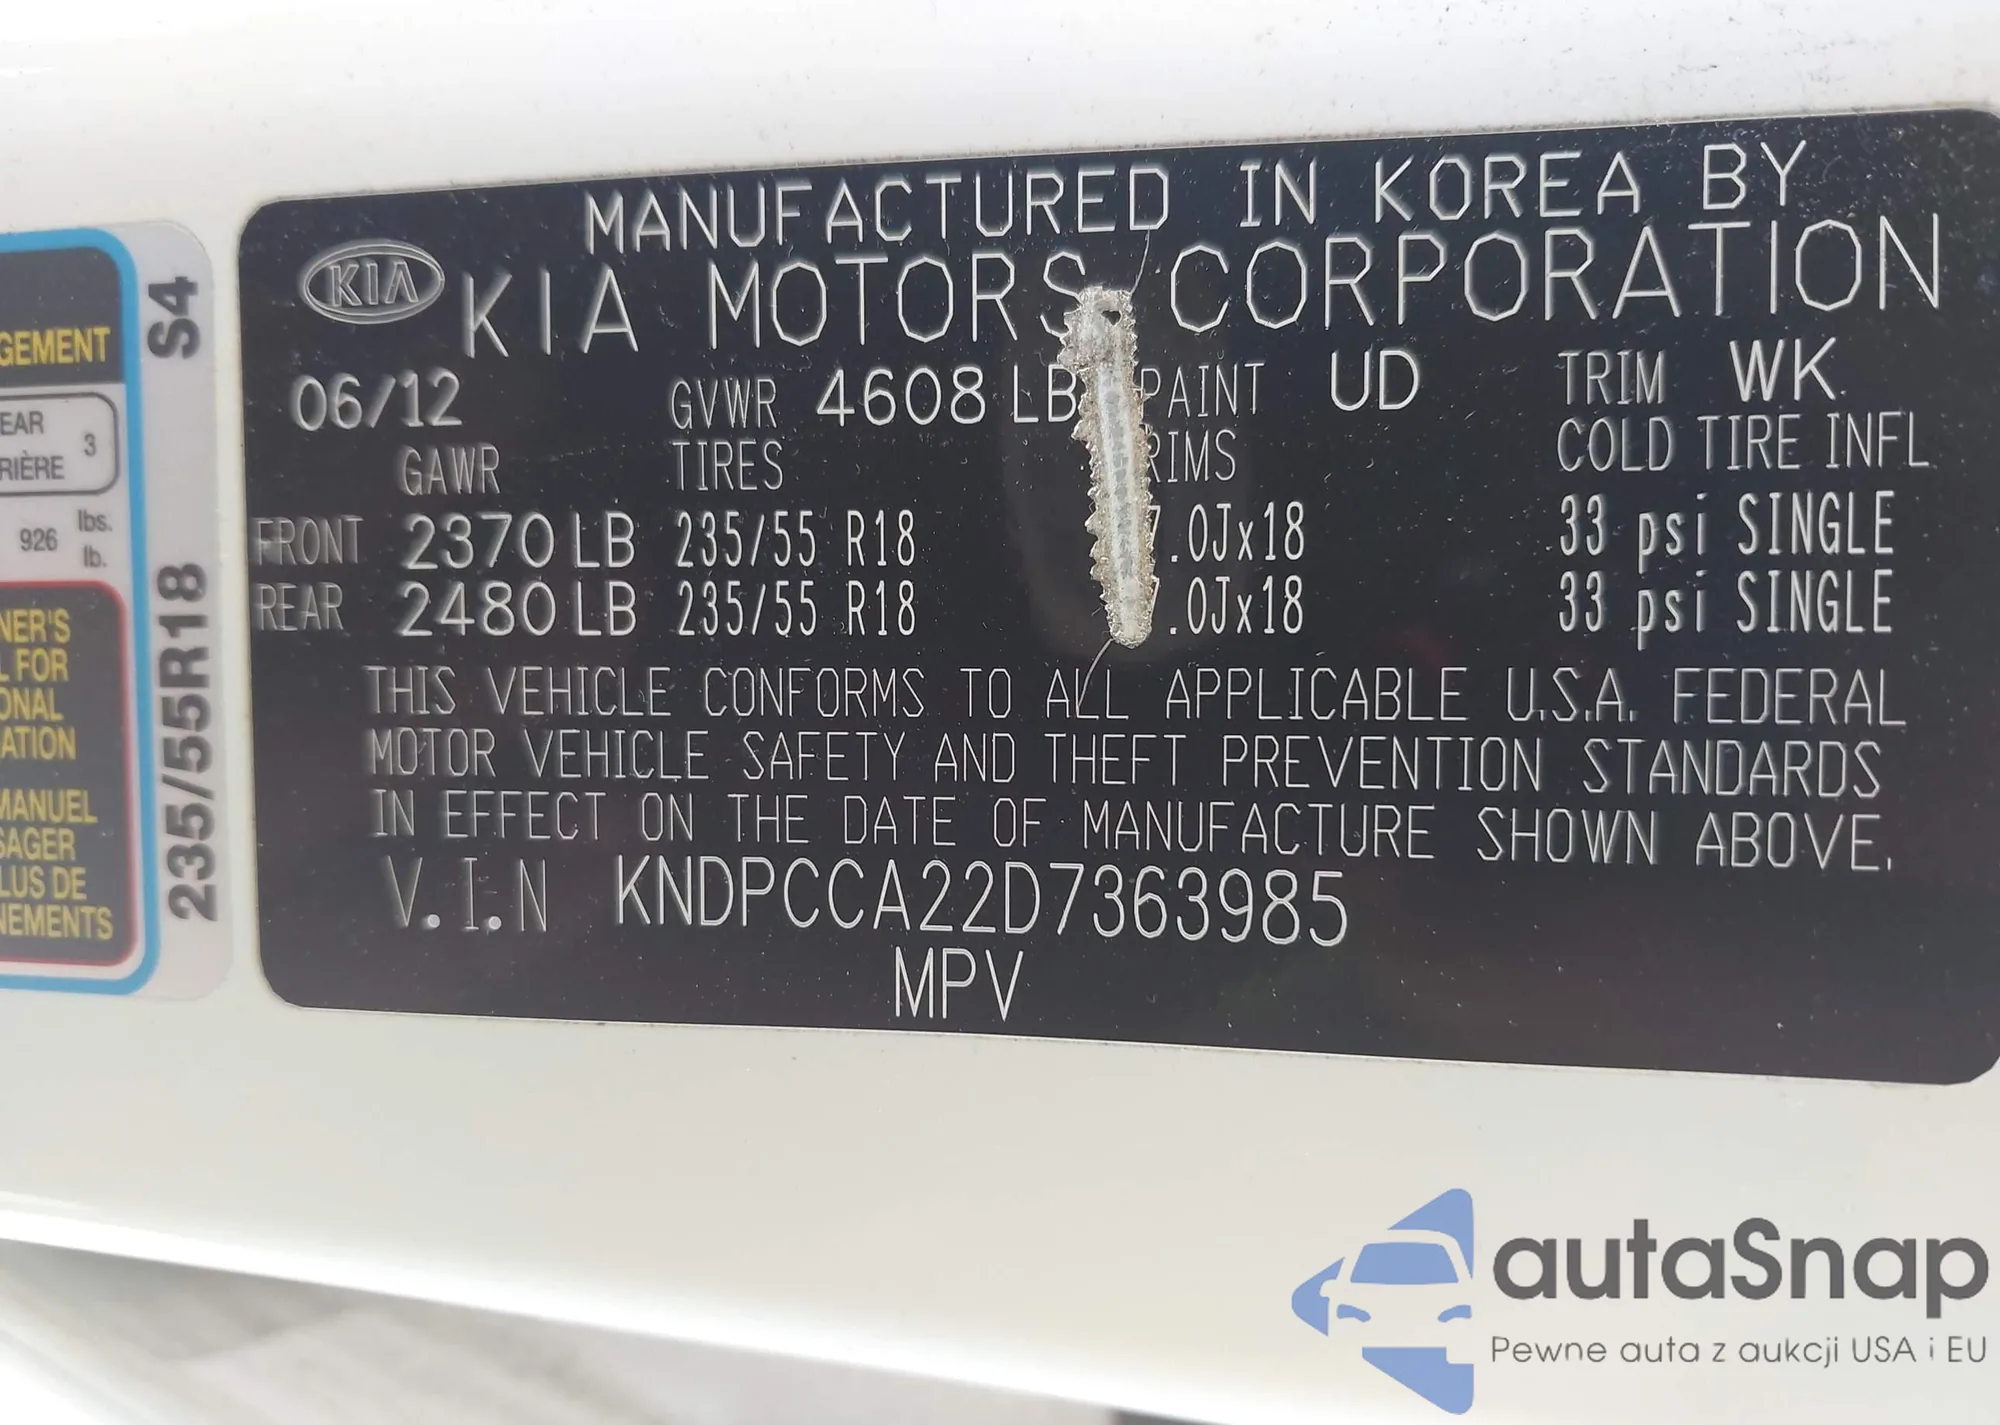 MANUFACTURED IN KOREA BY
KIA KIA MOTORS CORPORATION
06/12 GVWR 4608 LB PAINT UD TRIM WK
GAWR TIRES RIMS COLD TIRE INFL
FRONT 2370 LB 235/55 R18 7.0Jx18 33 psi SINGLE
REAR 2480 LB 235/55 R18 7.0Jx18 33 psi SINGLE
THIS VEHICLE CONFORMS TO ALL APPLICABLE U.S.A. FEDERAL
MOTOR VEHICLE SAFETY AND THEFT PREVENTION STANDARDS
IN EFFECT ON THE DATE OF MANUFACTURE SHOWN ABOVE.
V.I.N KNDPCCA22D7363985
MPV
GEMENT
EAR 3
RIÈRE
926 lbs.
lb.
NER'S
L FOR
ONAL
ATION
MANUEL
SAGER
LUS DE
NEMENTS
235/55R18 S4
autaSnap
Pewne auta z aukcji USA i EU